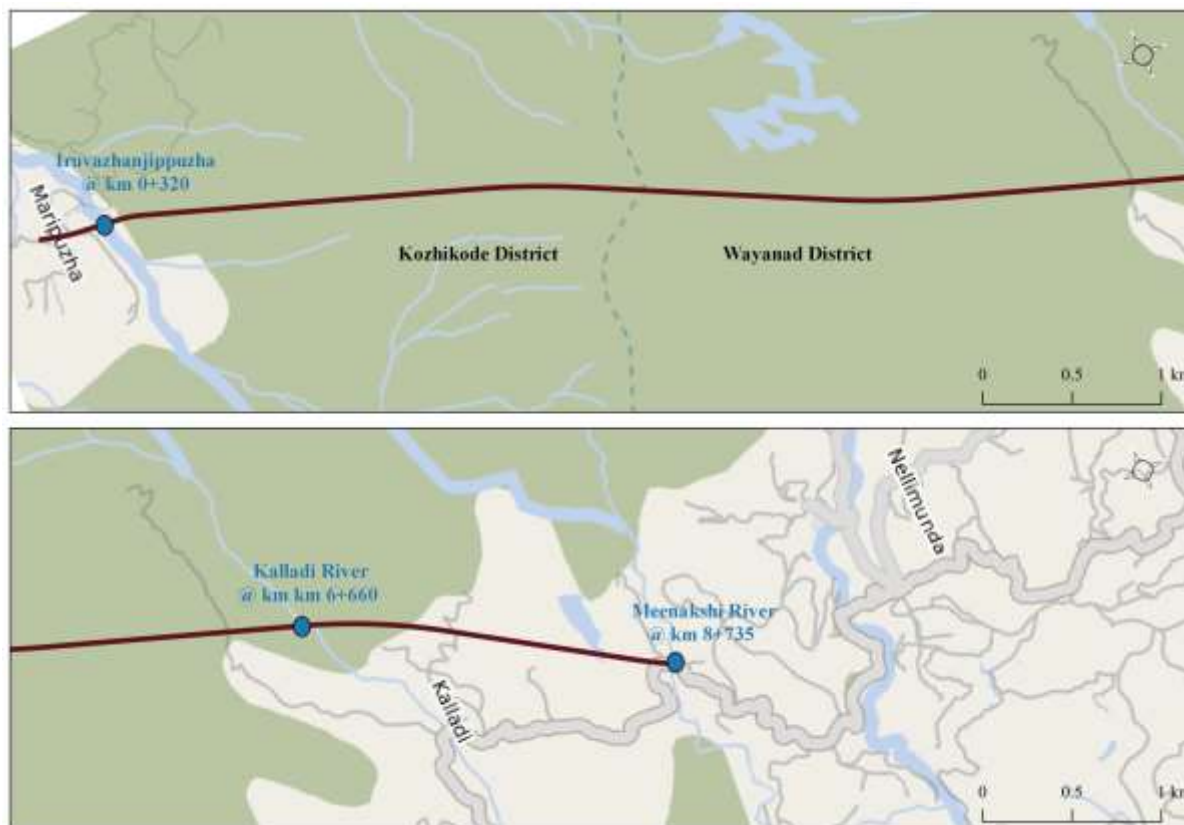 Iruvazhanjippuzha
@ km 0+320
Maripuzha
Kozhikode District
Wayanad District
0 0.5 1 km
Kalladi River
@ km km 6+660
Meenakshi River
@ km 8+735
Nellimunda
Kalladi
0 0.5 1 km